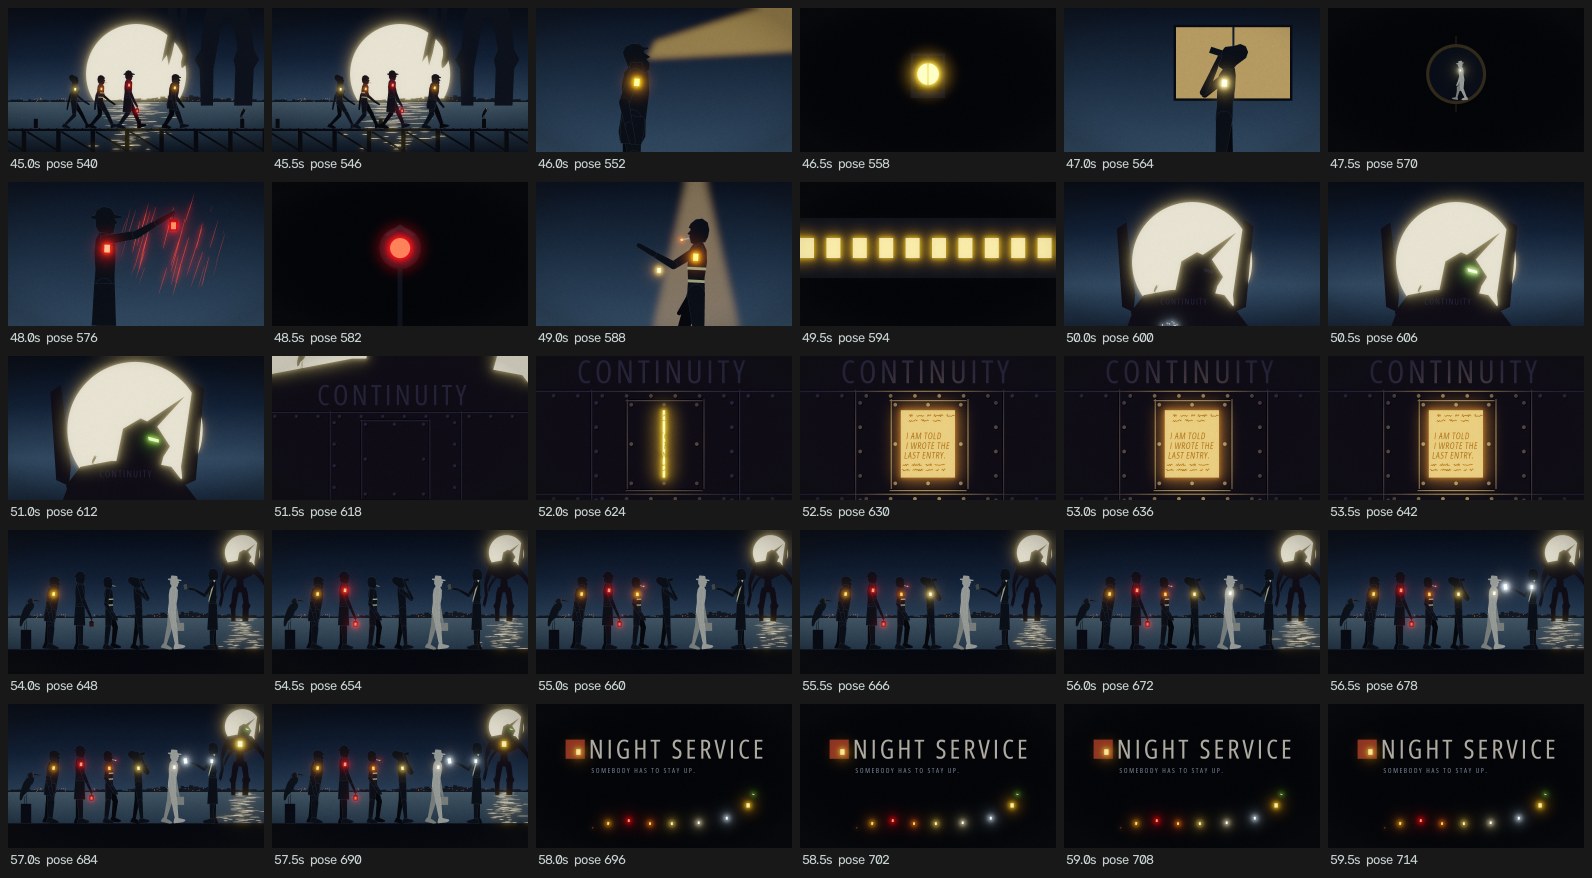 45.0s pose 540
45.5s pose 546
46.0s pose 552
46.5s pose 558
47.0s pose 564
47.5s pose 570
CONTINUITY
CONTINUITY
48.0s pose 576
48.5s pose 582
49.0s pose 588
49.5s pose 594
50.0s pose 600
50.5s pose 606
CONTINUITY
CONTINUITY
CONTINUITY
CONTINUITY
CONTINUITY
CONTINUITY
I AM TOLD
I WROTE THE
LAST ENTRY.
I AM TOLD
I WROTE THE
LAST ENTRY.
I AM TOLD
I WROTE THE
LAST ENTRY.
51.0s pose 612
51.5s pose 618
52.0s pose 624
52.5s pose 630
53.0s pose 636
53.5s pose 642
54.0s pose 648
54.5s pose 654
55.0s pose 660
55.5s pose 666
56.0s pose 672
56.5s pose 678
NIGHT SERVICE
SOMEBODY HAS TO STAY UP.
NIGHT SERVICE
SOMEBODY HAS TO STAY UP.
NIGHT SERVICE
SOMEBODY HAS TO STAY UP.
NIGHT SERVICE
SOMEBODY HAS TO STAY UP.
57.0s pose 684
57.5s pose 690
58.0s pose 696
58.5s pose 702
59.0s pose 708
59.5s pose 714